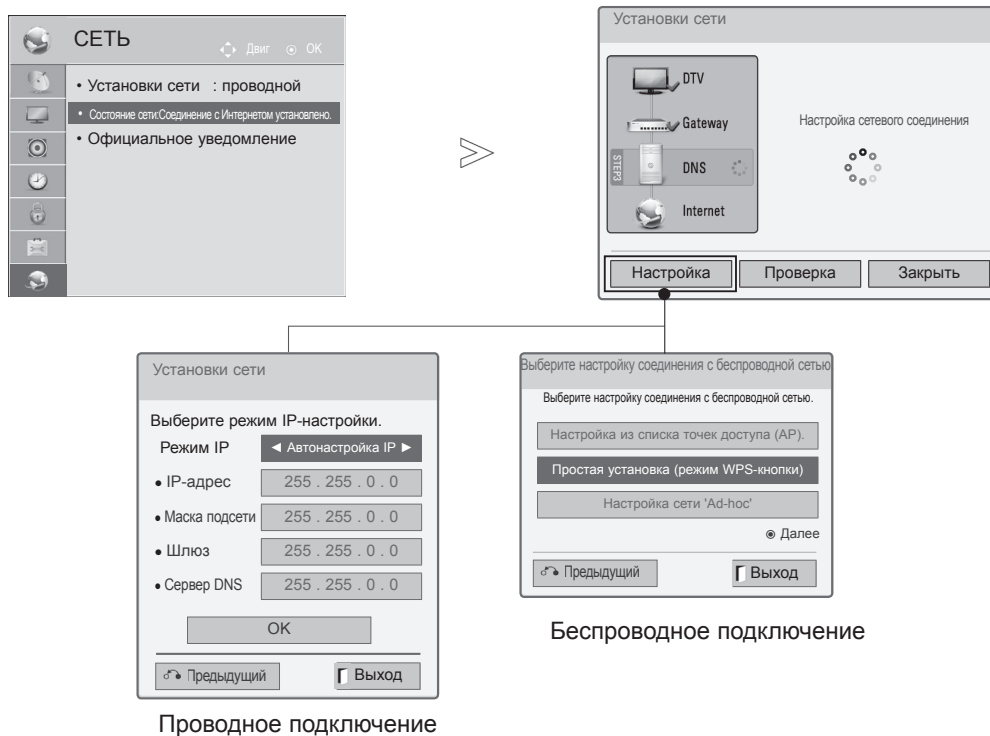 СЕТЬ
Двиг ОК
• Установки сети : проводной
• Состояние сети:Соединение с Интернетом установлено.
• Официальное уведомление
Установки сети
DTV
Gateway
STEP3
DNS
Internet
Настройка сетевого соединения
Настройка Проверка Закрыть
Установки сети
Выберите режим IP-настройки.
Режим IP ◄ Автонастройка IP ►
• IP-адрес 255 . 255 . 0 . 0
• Маска подсети 255 . 255 . 0 . 0
• Шлюз 255 . 255 . 0 . 0
• Сервер DNS 255 . 255 . 0 . 0
OK
Предыдущий Выход
Проводное подключение
Выберите настройку соединения с беспроводной сетью
Выберите настройку соединения с беспроводной сетью.
Настройка из списка точек доступа (AP).
Простая установка (режим WPS-кнопки)
Настройка сети 'Ad-hoc'
Далее
Предыдущий Выход
Беспроводное подключение